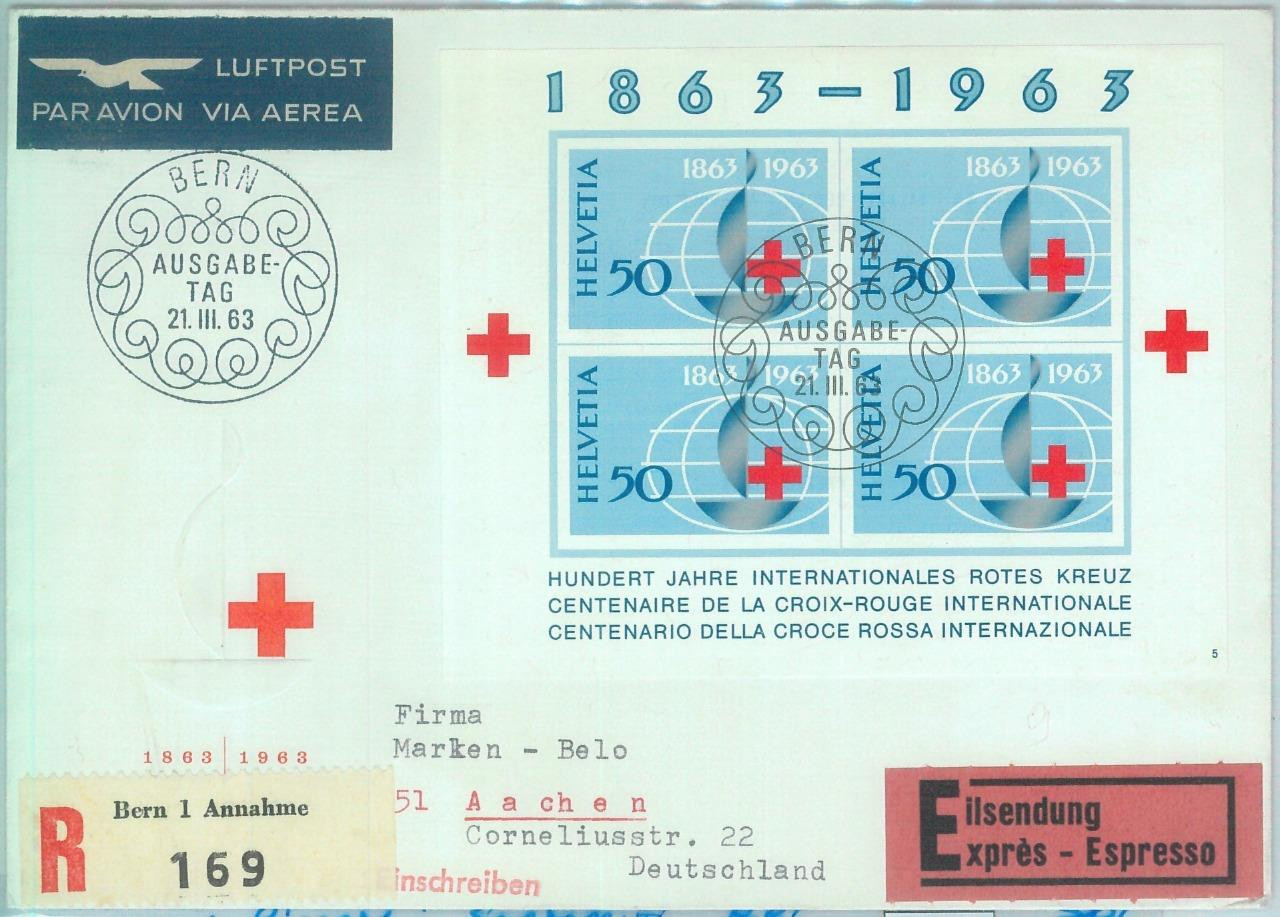 LUFTPOST
PAR AVION VIA AEREA
BERN
AUSGABE-
TAG
21. III. 63
1863 – 1963
1863 1963
HELVETIA
50
1863 1963
HELVETIA
50
1863 1963
HELVETIA
50
1863 1963
HELVETIA
50
BERN
AUSGABE-
TAG
21. III. 63
HUNDERT JAHRE INTERNATIONALES ROTES KREUZ
CENTENAIRE DE LA CROIX-ROUGE INTERNATIONALE
CENTENARIO DELLA CROCE ROSSA INTERNAZIONALE
5
1863 | 1963
R
Bern 1 Annahme
169
Firma
Marken - Belo
51 Aachen
Corneliusstr. 22
Deutschland
inschreiben
Eilsendung
Exprès - Espresso